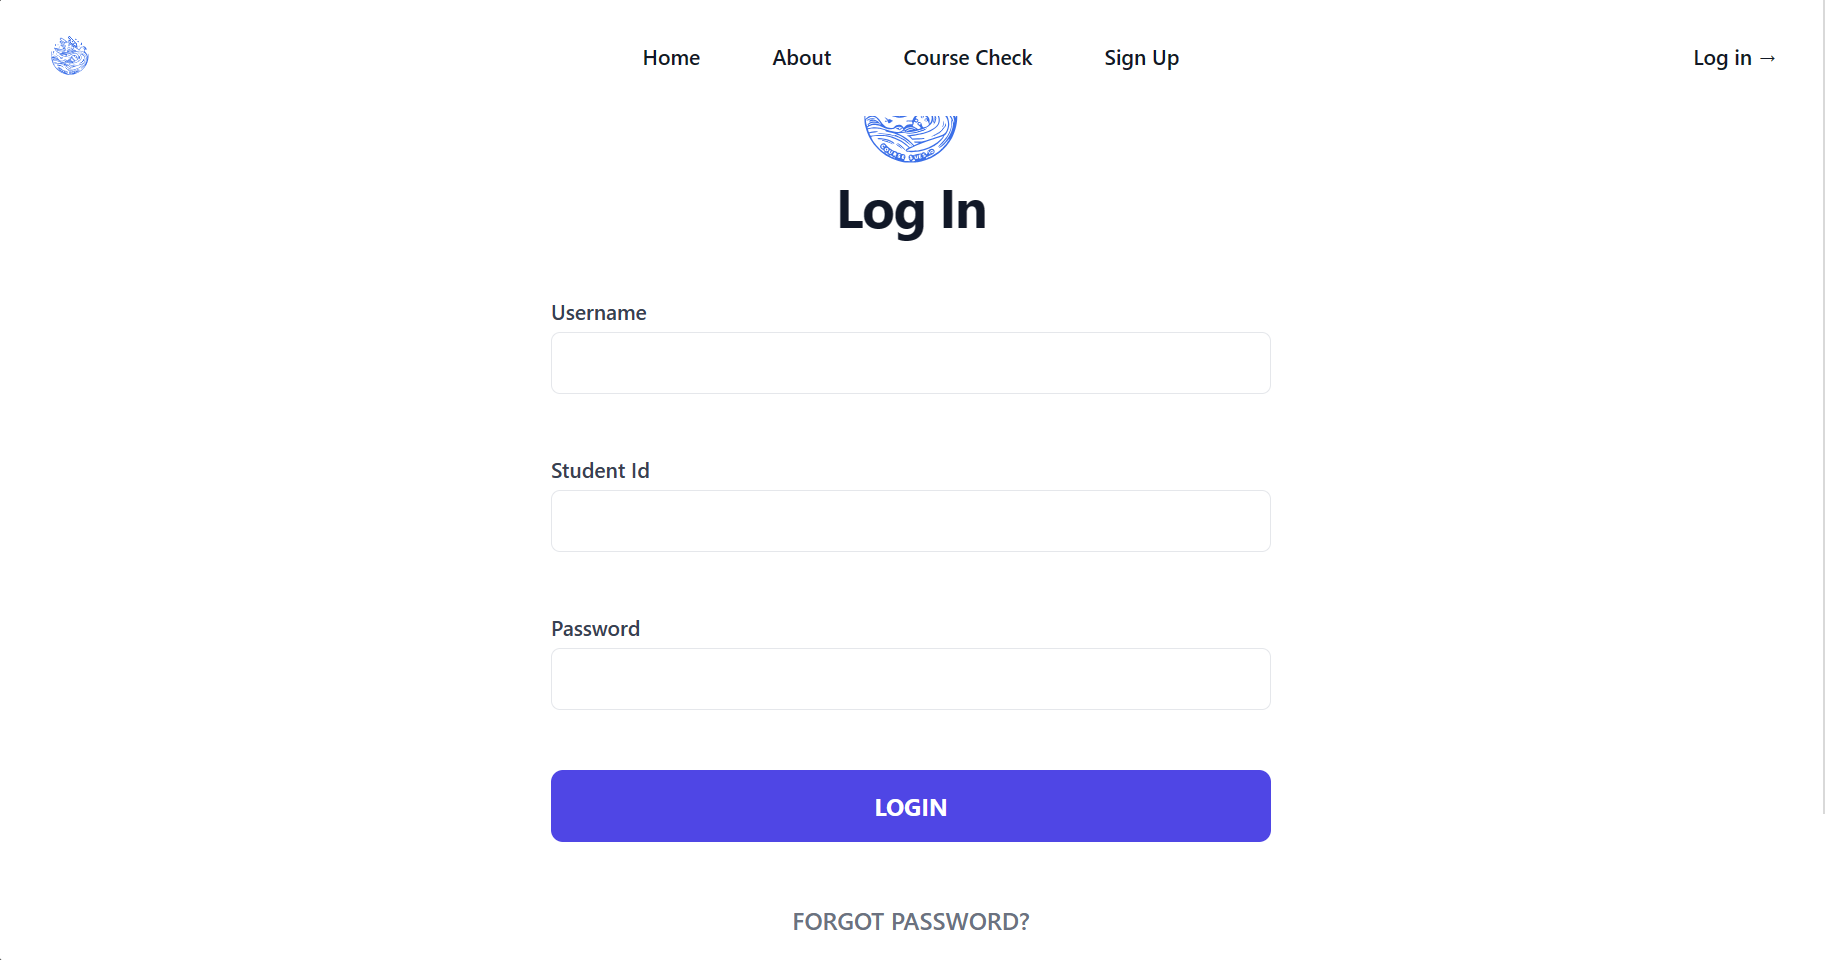 Home
About
Course Check
Sign Up
Log in →
Log In
Username
Student Id
Password
LOGIN
FORGOT PASSWORD?